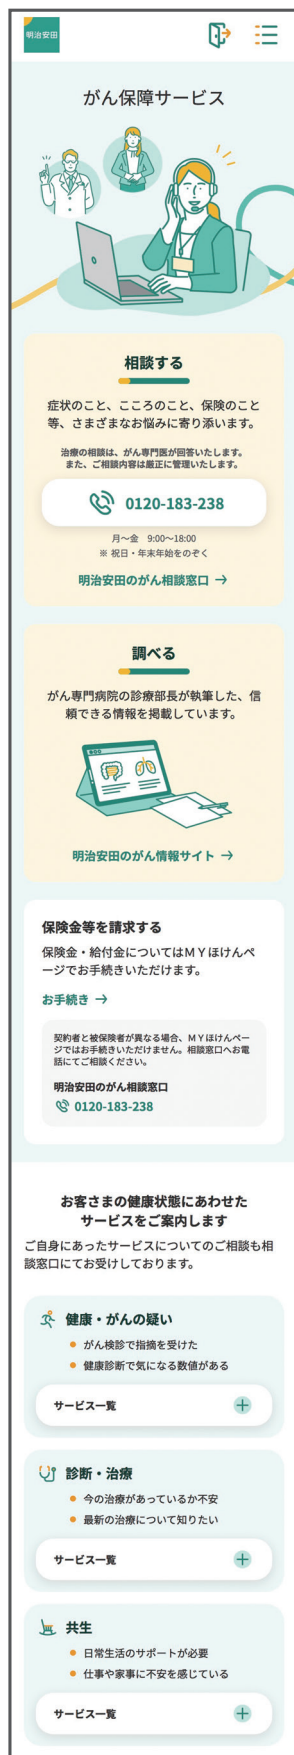 明治安田
がん保障サービス
相談する
症状のこと、こころのこと、保険のこと
等、さまざまなお悩みに寄り添います。
治療の相談は、がん専門医が回答いたします。
また、ご相談内容は厳正に管理いたします。
0120-183-238
月〜金 9:00〜18:00
※ 祝日・年末年始をのぞく
明治安田のがん相談窓口 →
調べる
がん専門病院の診療部長が執筆した、信
頼できる情報を掲載しています。
明治安田のがん情報サイト →
保険金等を請求する
保険金・給付金についてはＭＹほけんペ
ージでお手続きいただけます。
お手続き →
契約者と被保険者が異なる場合、ＭＹほけんペー
ジではお手続きいただけません。相談窓口へお電
話にてご相談ください。
明治安田のがん相談窓口
0120-183-238
お客さまの健康状態にあわせた
サービスをご案内します
ご自身にあったサービスについてのご相談も相
談窓口にてお受けしております。
健康・がんの疑い
• がん検診で指摘を受けた
• 健康診断で気になる数値がある
サービス一覧
診断・治療
• 今の治療があっているか不安
• 最新の治療について知りたい
サービス一覧
共生
• 日常生活のサポートが必要
• 仕事や家事に不安を感じている
サービス一覧